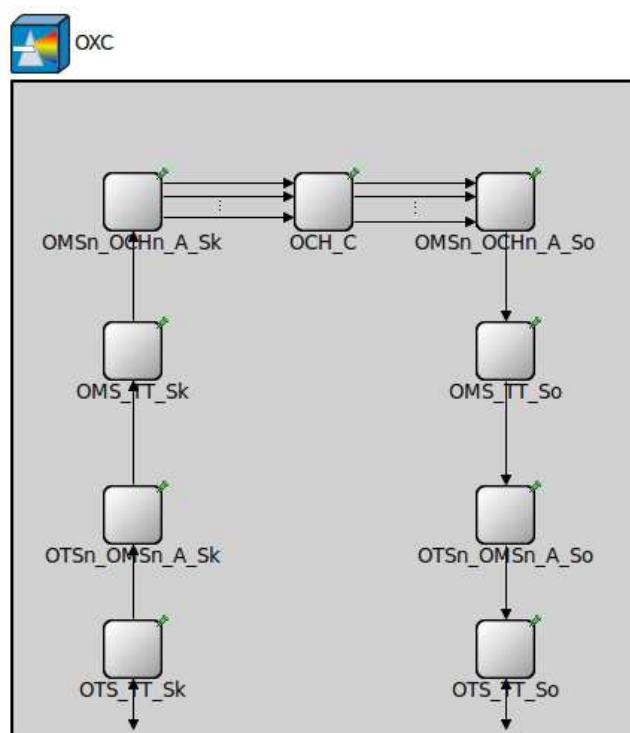 OXC
OMSn_OCHn_A_Sk
OCH_C
OMSn_OCHn_A_So
OMS_TT_Sk
OMS_TT_So
OTSn_OMSn_A_Sk
OTSn_OMSn_A_So
OTS_TT_Sk
OTS_TT_So